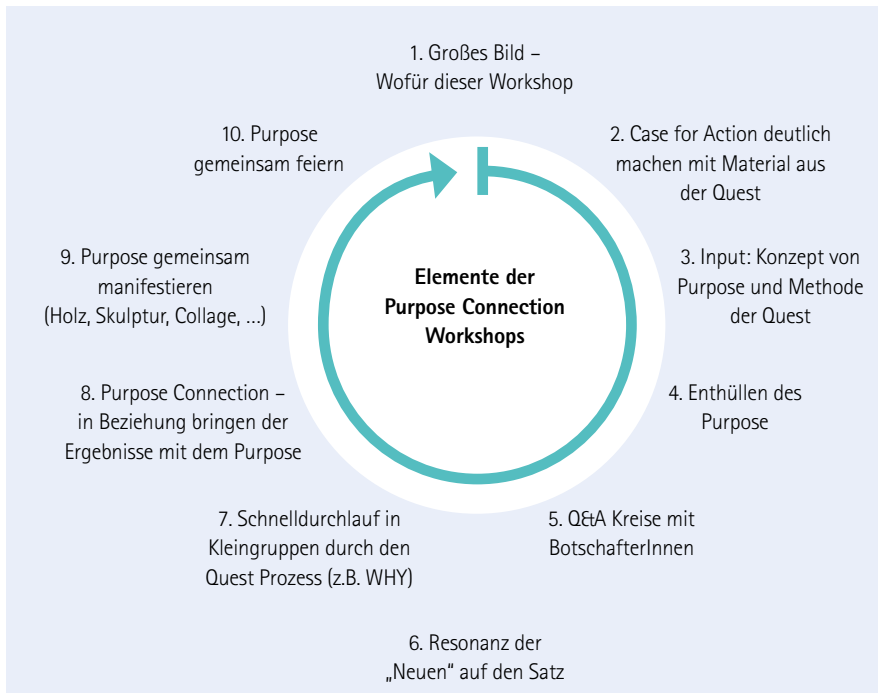 1. Großes Bild –
Wofür dieser Workshop
2. Case for Action deutlich
machen mit Material aus
der Quest
3. Input: Konzept von
Purpose und Methode
der Quest
4. Enthüllen des
Purpose
5. Q&A Kreise mit
BotschafterInnen
6. Resonanz der
„Neuen“ auf den Satz
7. Schnelldurchlauf in
Kleingruppen durch den
Quest Prozess (z.B. WHY)
8. Purpose Connection –
in Beziehung bringen der
Ergebnisse mit dem Purpose
9. Purpose gemeinsam
manifestieren
(Holz, Skulptur, Collage, ...)
10. Purpose
gemeinsam feiern
Elemente der
Purpose Connection
Workshops